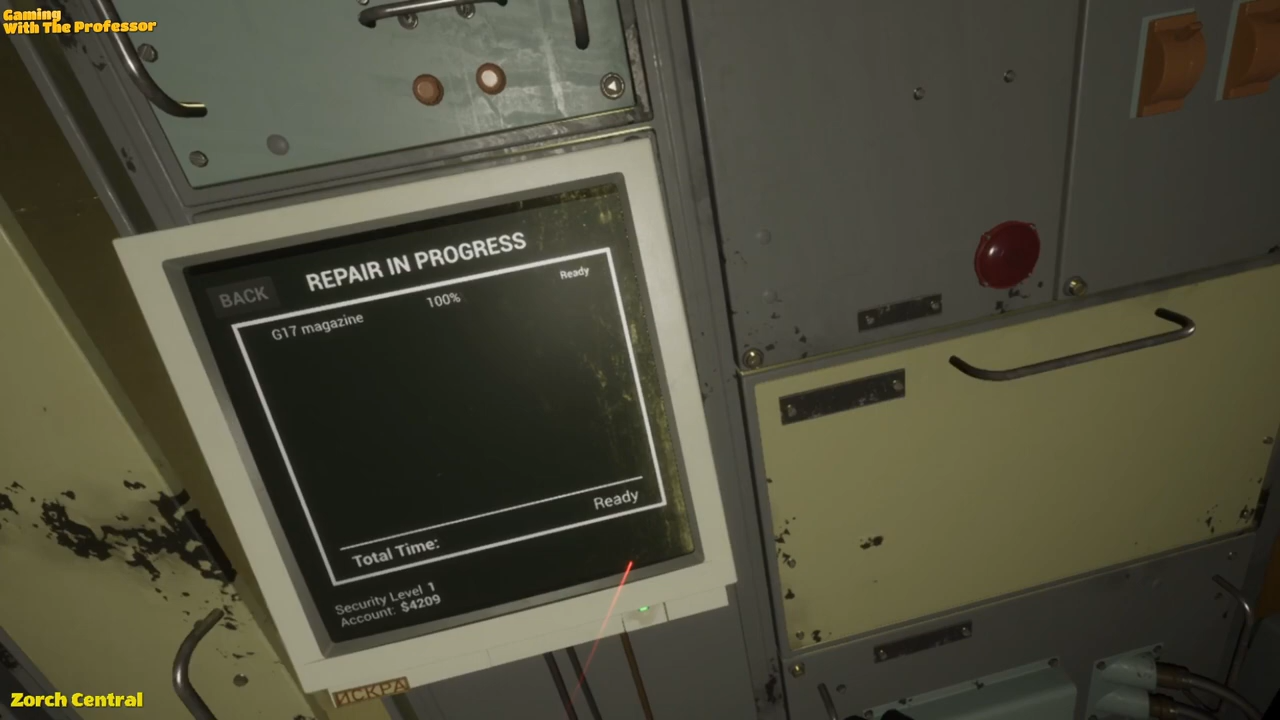 Gaming
With The Professor
REPAIR IN PROGRESS
BACK
Ready
100%
G17 magazine
Ready
Total Time:
Security Level 1
Account: $4209
ИСКРА
Zorch Central